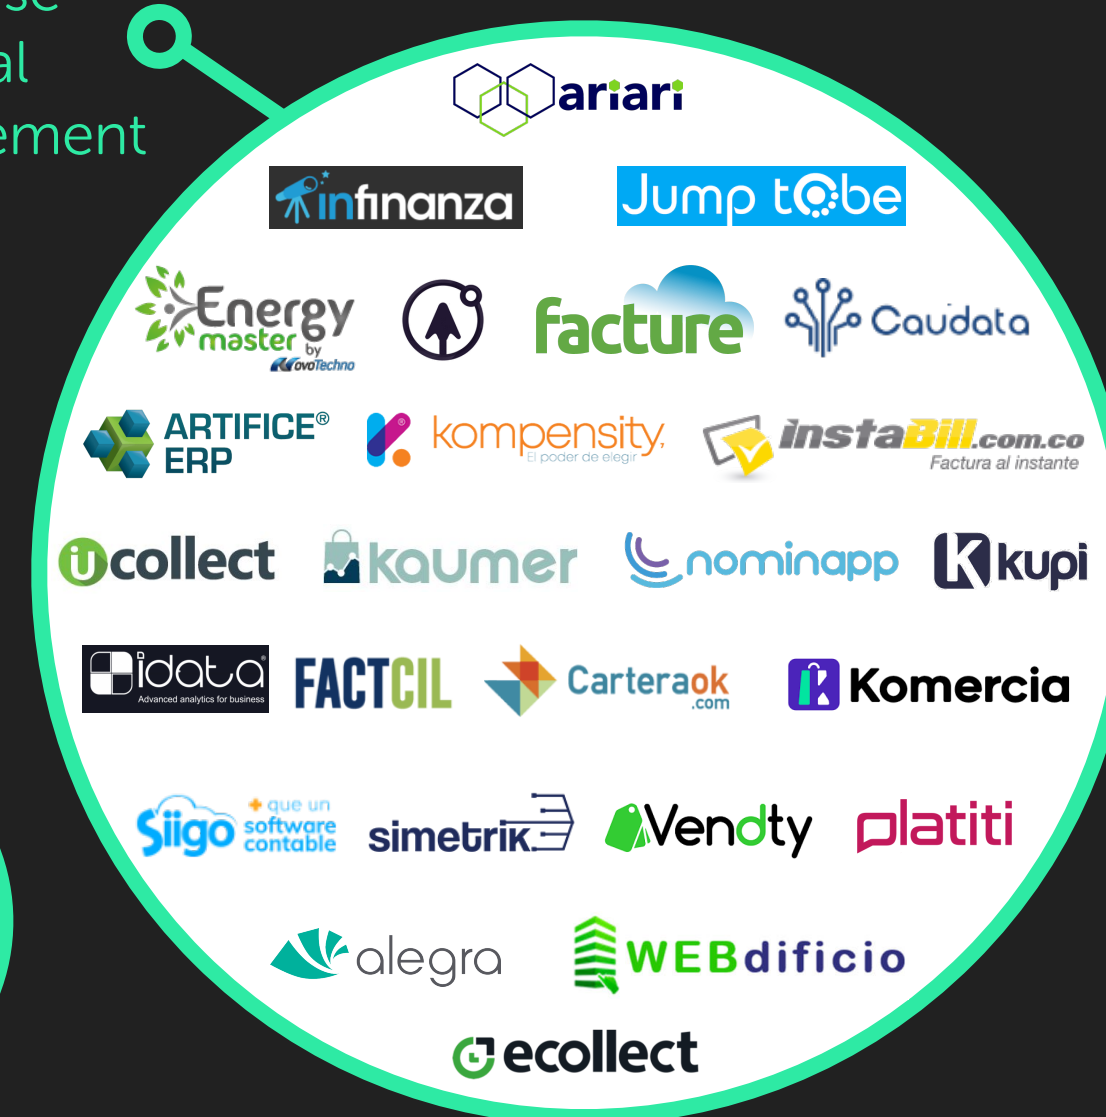 se
al
ement
ariari
infinanza
Jump tobe
Energy
master
by
NovoTechno
facture
Caudata
ARTIFICE®
ERP
kompensity
El poder de elegir
instaBill.com.co
Factura al instante
ucollect
kaumer
nominapp
K kupi
idata
Advanced analytics for business
FACTCIL
Carteraok
.com
Komercia
Siigo
+ que un
software
contable
simetrik
Vendty
platiti
alegra
WEBdificio
ecollect